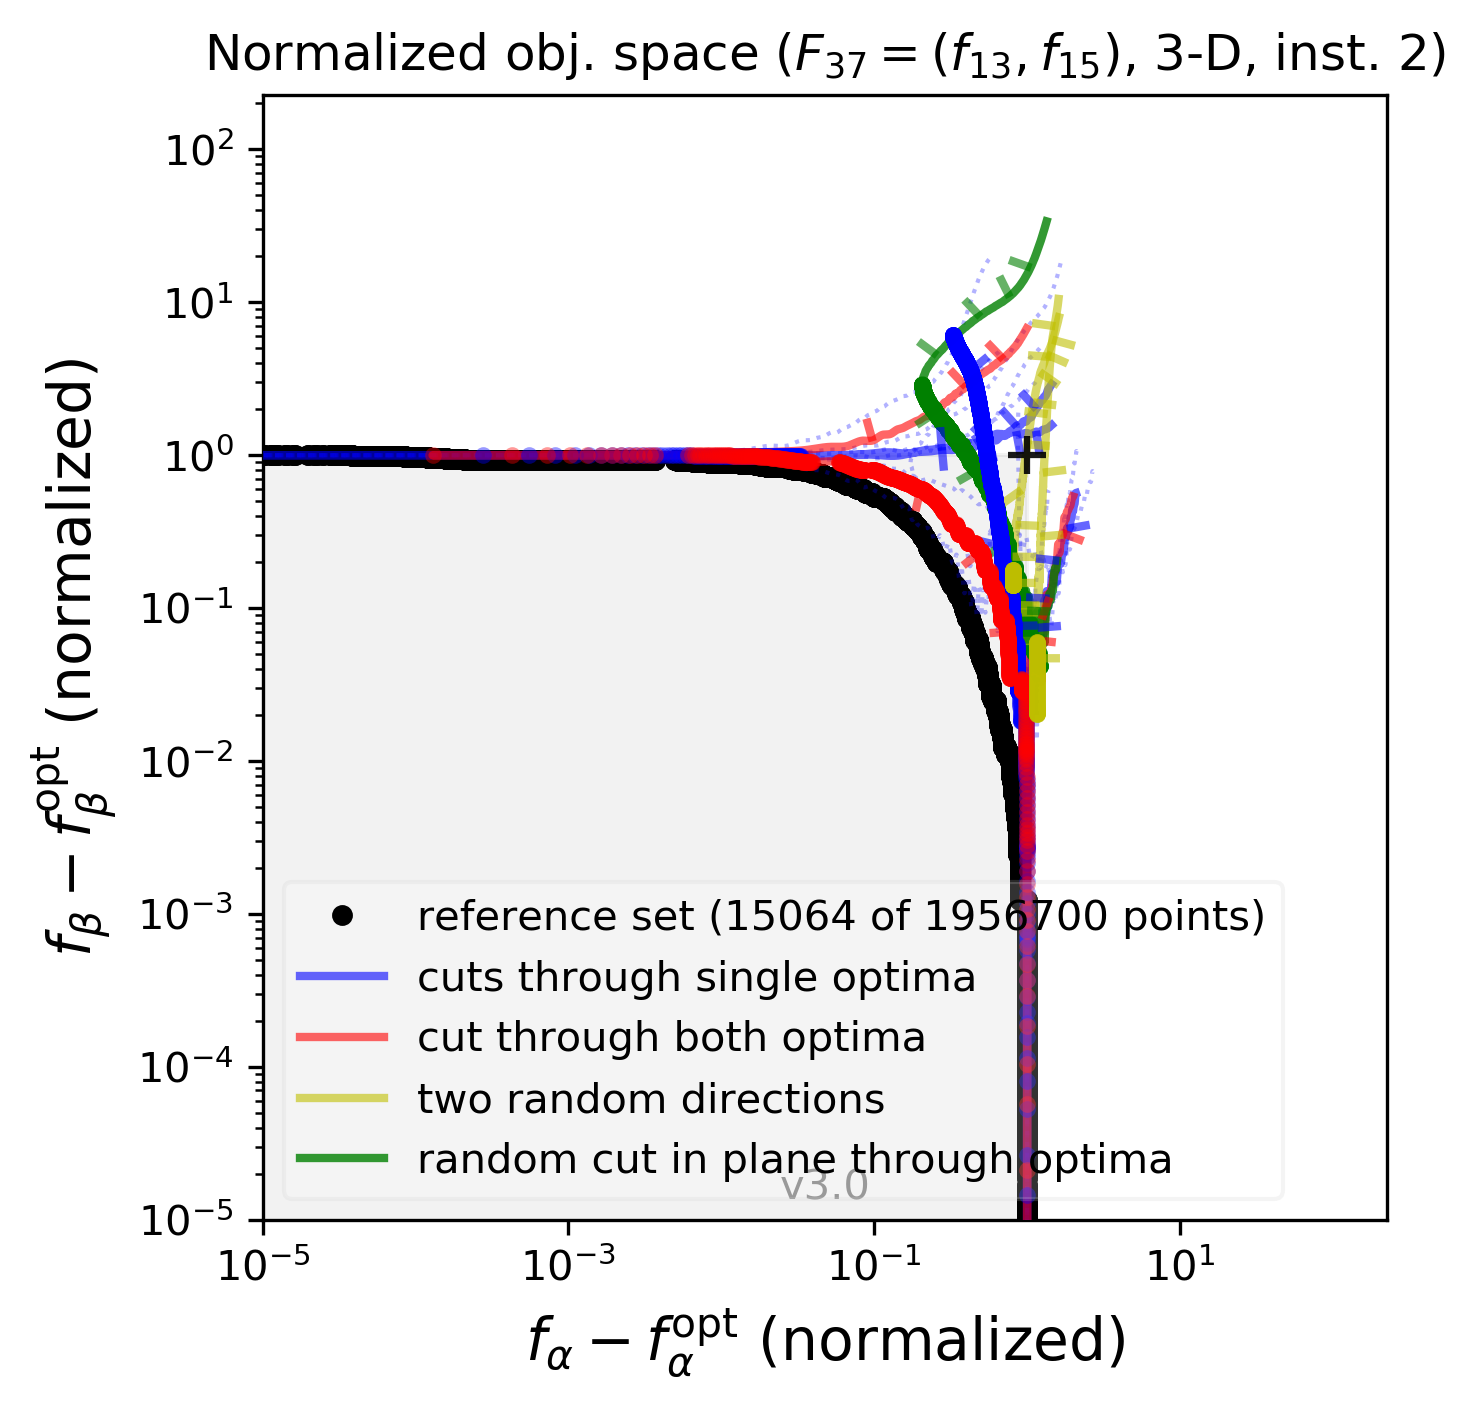 Normalized obj. space (F₃₇ = (f₁₃, f₁₅), 3-D, inst. 2)
10²
10¹
10⁰
10⁻¹
10⁻²
10⁻³
10⁻⁴
10⁻⁵
f_β − f_β^opt (normalized)
reference set (15064 of 1956700 points)
cuts through single optima
cut through both optima
two random directions
random cut in plane through optima
v3.0
10⁻⁵ 10⁻³ 10⁻¹ 10¹
f_α − f_α^opt (normalized)